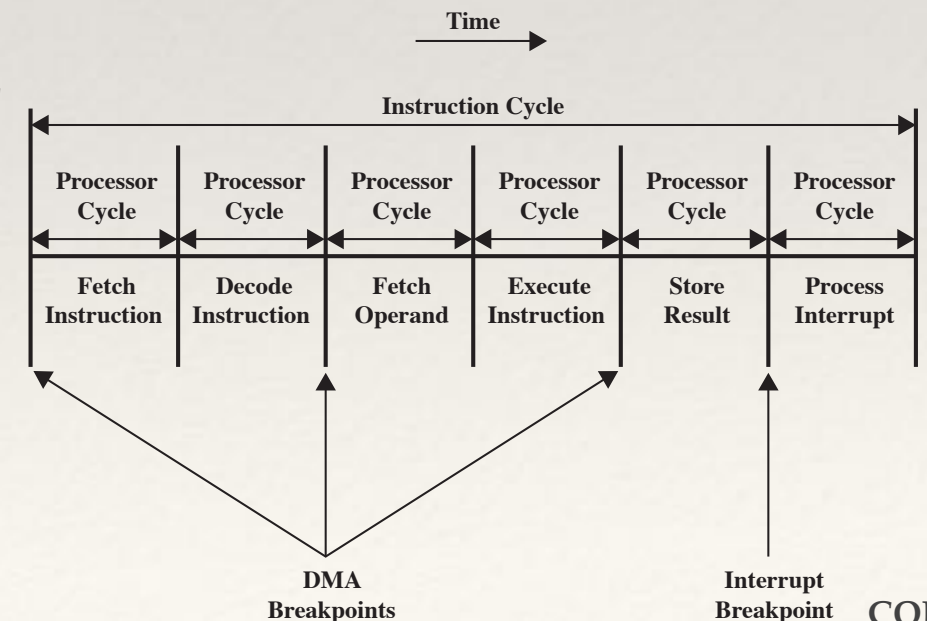 Time
Instruction Cycle
Processor Processor Processor Processor Processor Processor
Cycle Cycle Cycle Cycle Cycle Cycle
Fetch Decode Fetch Execute Store Process
Instruction Instruction Operand Instruction Result Interrupt
DMA Interrupt
Breakpoints Breakpoint